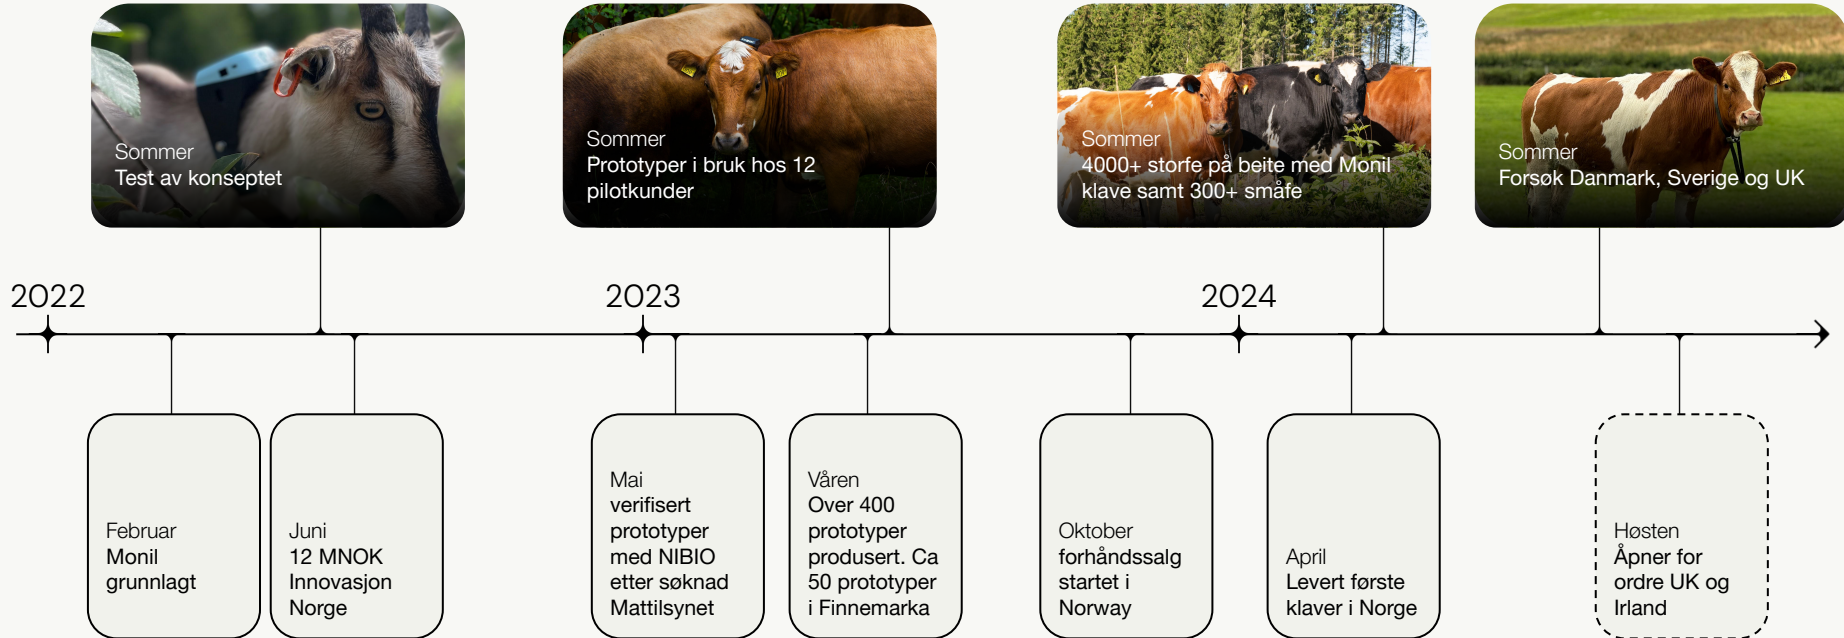 Sommer
Test av konseptet
Sommer
Prototyper i bruk hos 12
pilotkunder
Sommer
4000+ storfe på beite med Monil
klave samt 300+ småfe
Sommer
Forsøk Danmark, Sverige og UK
2022
2023
2024
Februar
Monil
grunnlagt
Juni
12 MNOK
Innovasjon
Norge
Mai
verifisert
prototyper
med NIBIO
etter søknad
Mattilsynet
Våren
Over 400
prototyper
produsert. Ca
50 prototyper
i Finnemarka
Oktober
forhåndssalg
startet i
Norway
April
Levert første
klaver i Norge
Høsten
Åpner for
ordre UK og
Irland